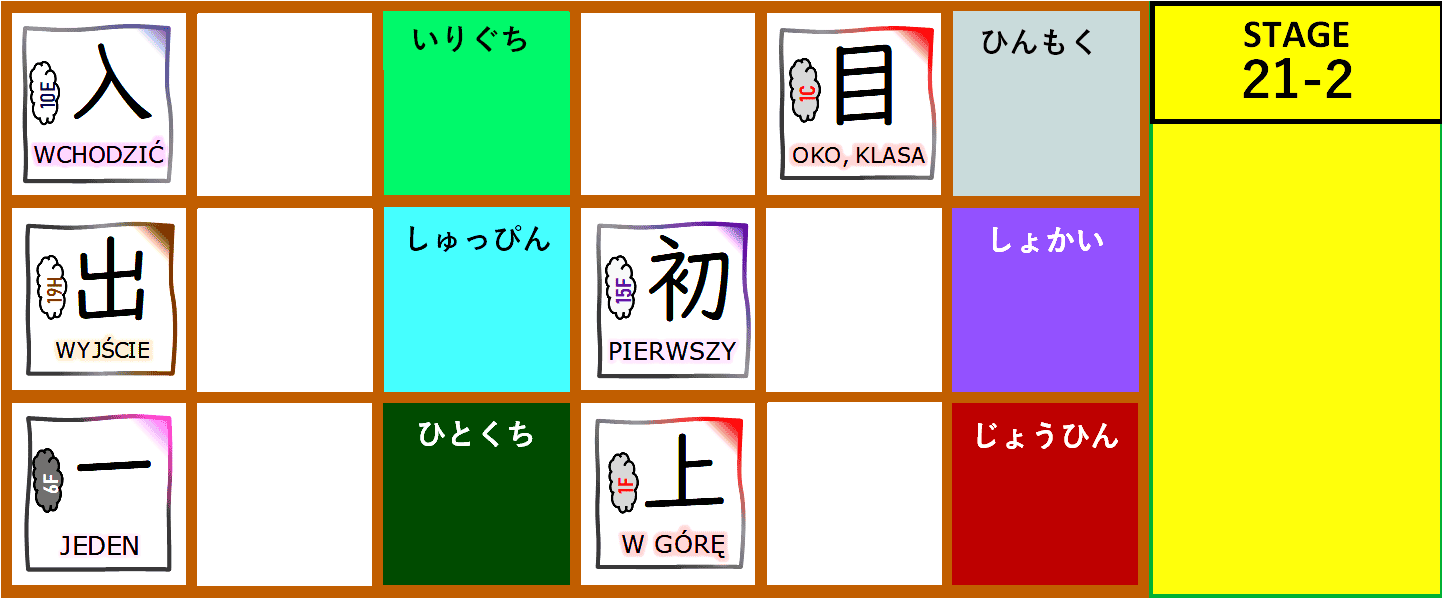 入
10E
WCHODZIĆ
いりぐち
目
1C
OKO, KLASA
ひんもく
STAGE
21-2
出
19H
WYJŚCIE
しゅっぴん
初
15F
PIERWSZY
しょかい
一
6F
JEDEN
ひとくち
上
1F
W GÓRĘ
じょうひん